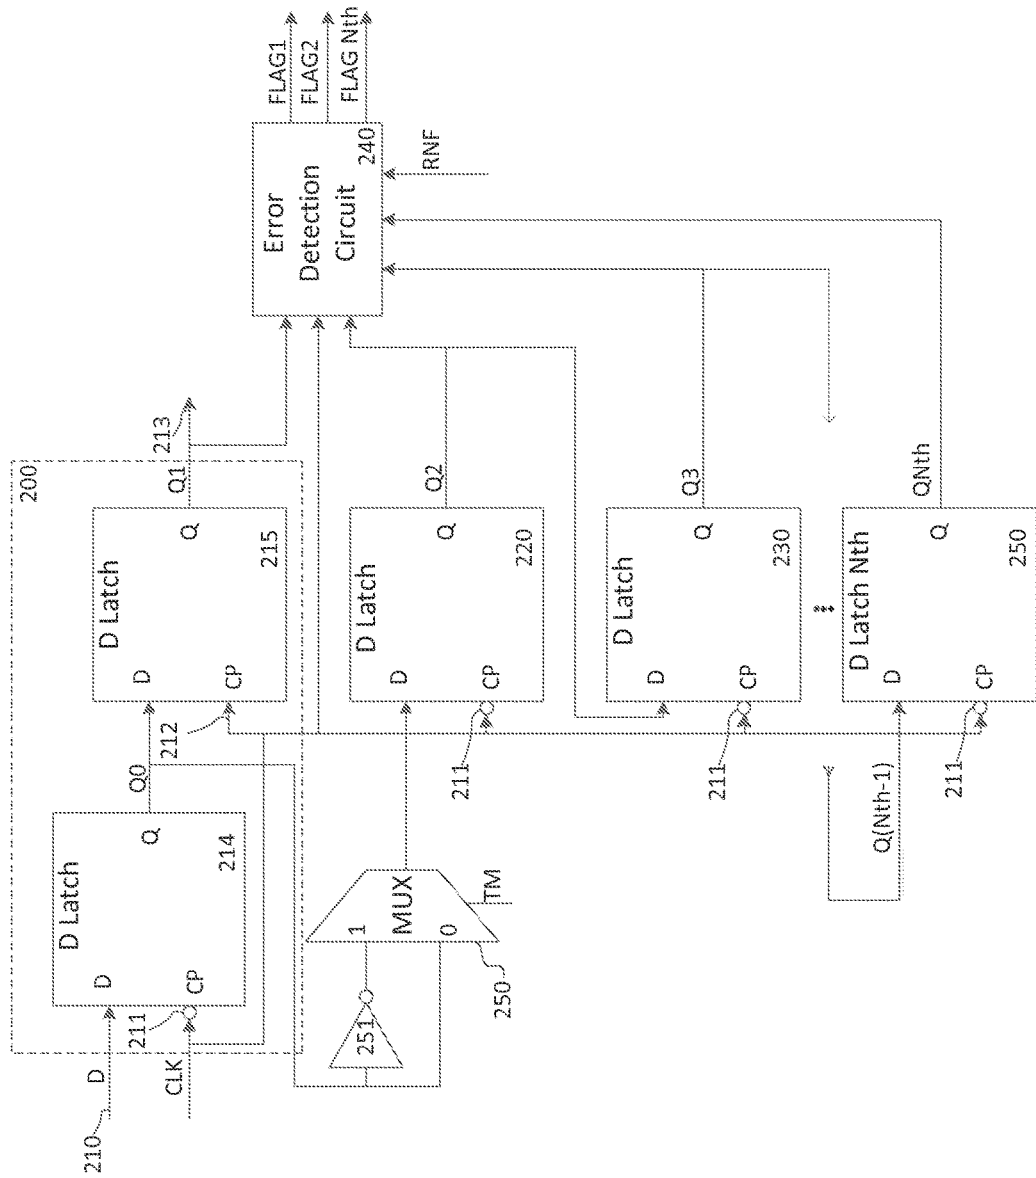 200
D Latch
D
CP
Q
214
211
D
210
CLK
Q0
D Latch
D
CP
Q
215
212
Q1
213
Error
Detection
Circuit
240
FLAG1
FLAG2
FLAG Nth
RNF
251
1
MUX
0
250
TM
D Latch
D
CP
Q
220
211
Q2
D Latch
D
CP
Q
230
211
Q3
D Latch Nth
D
CP
Q
250
211
Q(Nth-1)
QNth